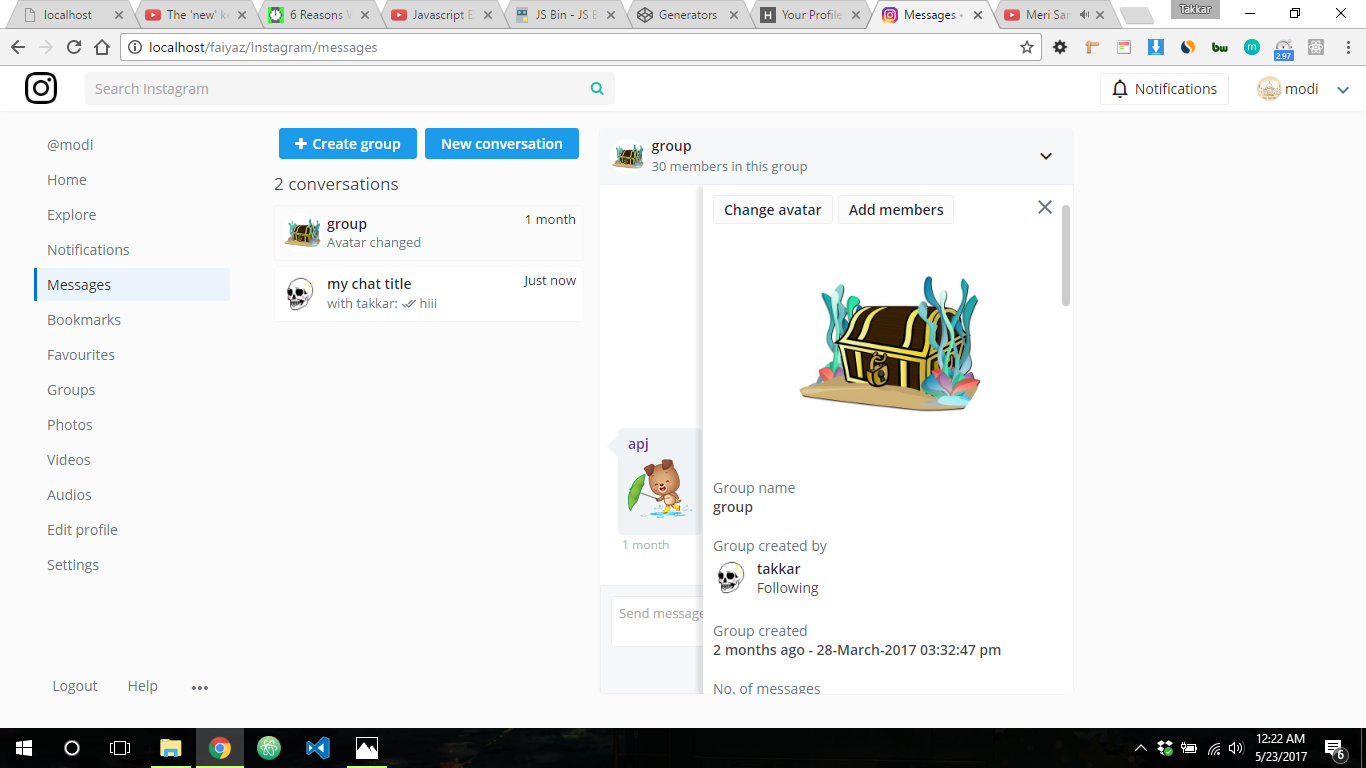 localhost
The 'new' k
6 Reasons
Javascript E
JS Bin - JS
Generators
Your Profile
Messages
Meri Sar
Takkar
localhost/faiyaz/Instagram/messages
bw
m
2.97
Search Instagram
Notifications
modi
@modi
Home
Explore
Notifications
Messages
Bookmarks
Favourites
Groups
Photos
Videos
Audios
Edit profile
Settings
Logout
Help
•••
+ Create group
New conversation
2 conversations
group
1 month
Avatar changed
my chat title
Just now
with takkar: hiii
group
30 members in this group
apj
1 month
Send message
Change avatar
Add members
Group name
group
Group created by
takkar
Following
Group created
2 months ago - 28-March-2017 03:32:47 pm
No. of messages
12:22 AM
5/23/2017
6